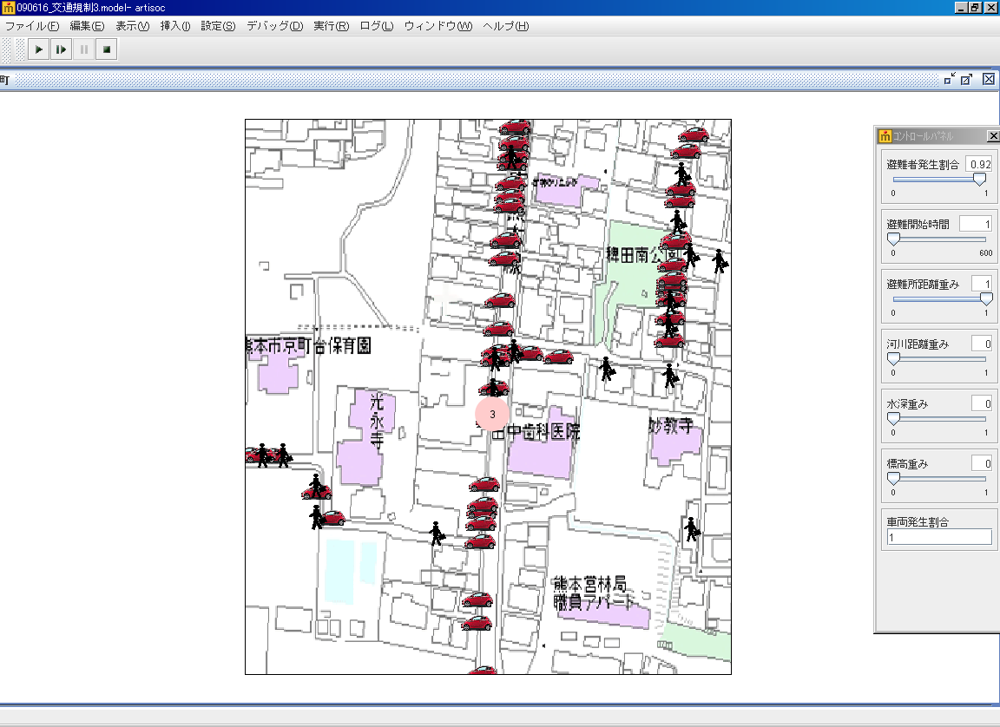 090616_交通規制3.model- artisoc
ファイル(F) 編集(E) 表示(V) 挿入(I) 設定(S) デバッグ(D) 実行(R) ログ(L) ウィンドウ(W) ヘルプ(H)
町
コントロールパネル
避難者発生割合 0.92
0 1
避難開始時間 1
0 600
避難所距離重み 1
0 1
河川距離重み 0
0 1
水深重み 0
0 1
標高重み 0
0 1
車両発生割合
1
稗田南公園
熊本市京町台保育園
光永寺
3
田中歯科医院
妙教寺
熊本営林局
職員アパート